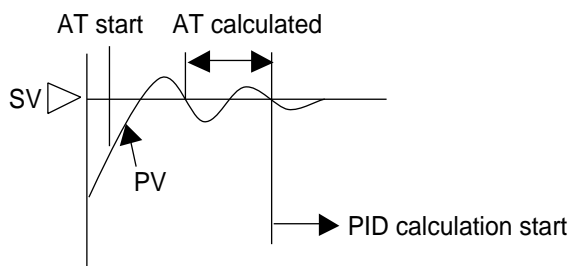 AT start
AT calculated
SV
PV
PID calculation start